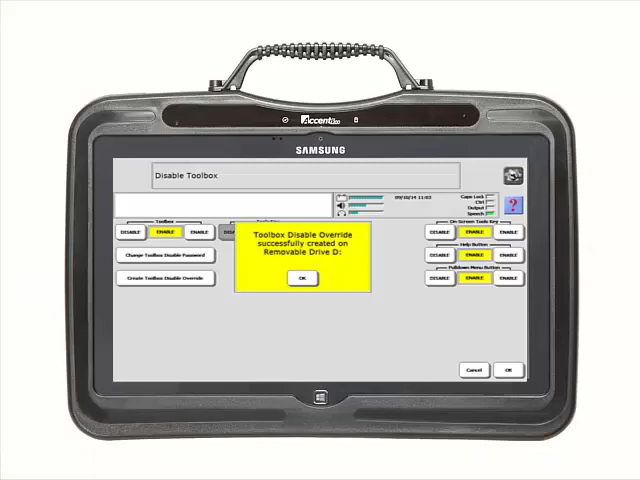 Accent
SAMSUNG
Disable Toolbox
09/10/14 11:03
Caps Lock
Ctrl
Output
Speech
?
Toolbox
On-Screen Tools Key
DISABLE ENABLE ENABLE
DISABLE ENABLE ENABLE
Toolbox Disable Override
successfully created on
Removable Drive D:
OK
Help Button
Change Toolbox Disable Password
DISABLE ENABLE ENABLE
Pulldown Menu Button
Create Toolbox Disable Override
DISABLE ENABLE ENABLE
Cancel OK